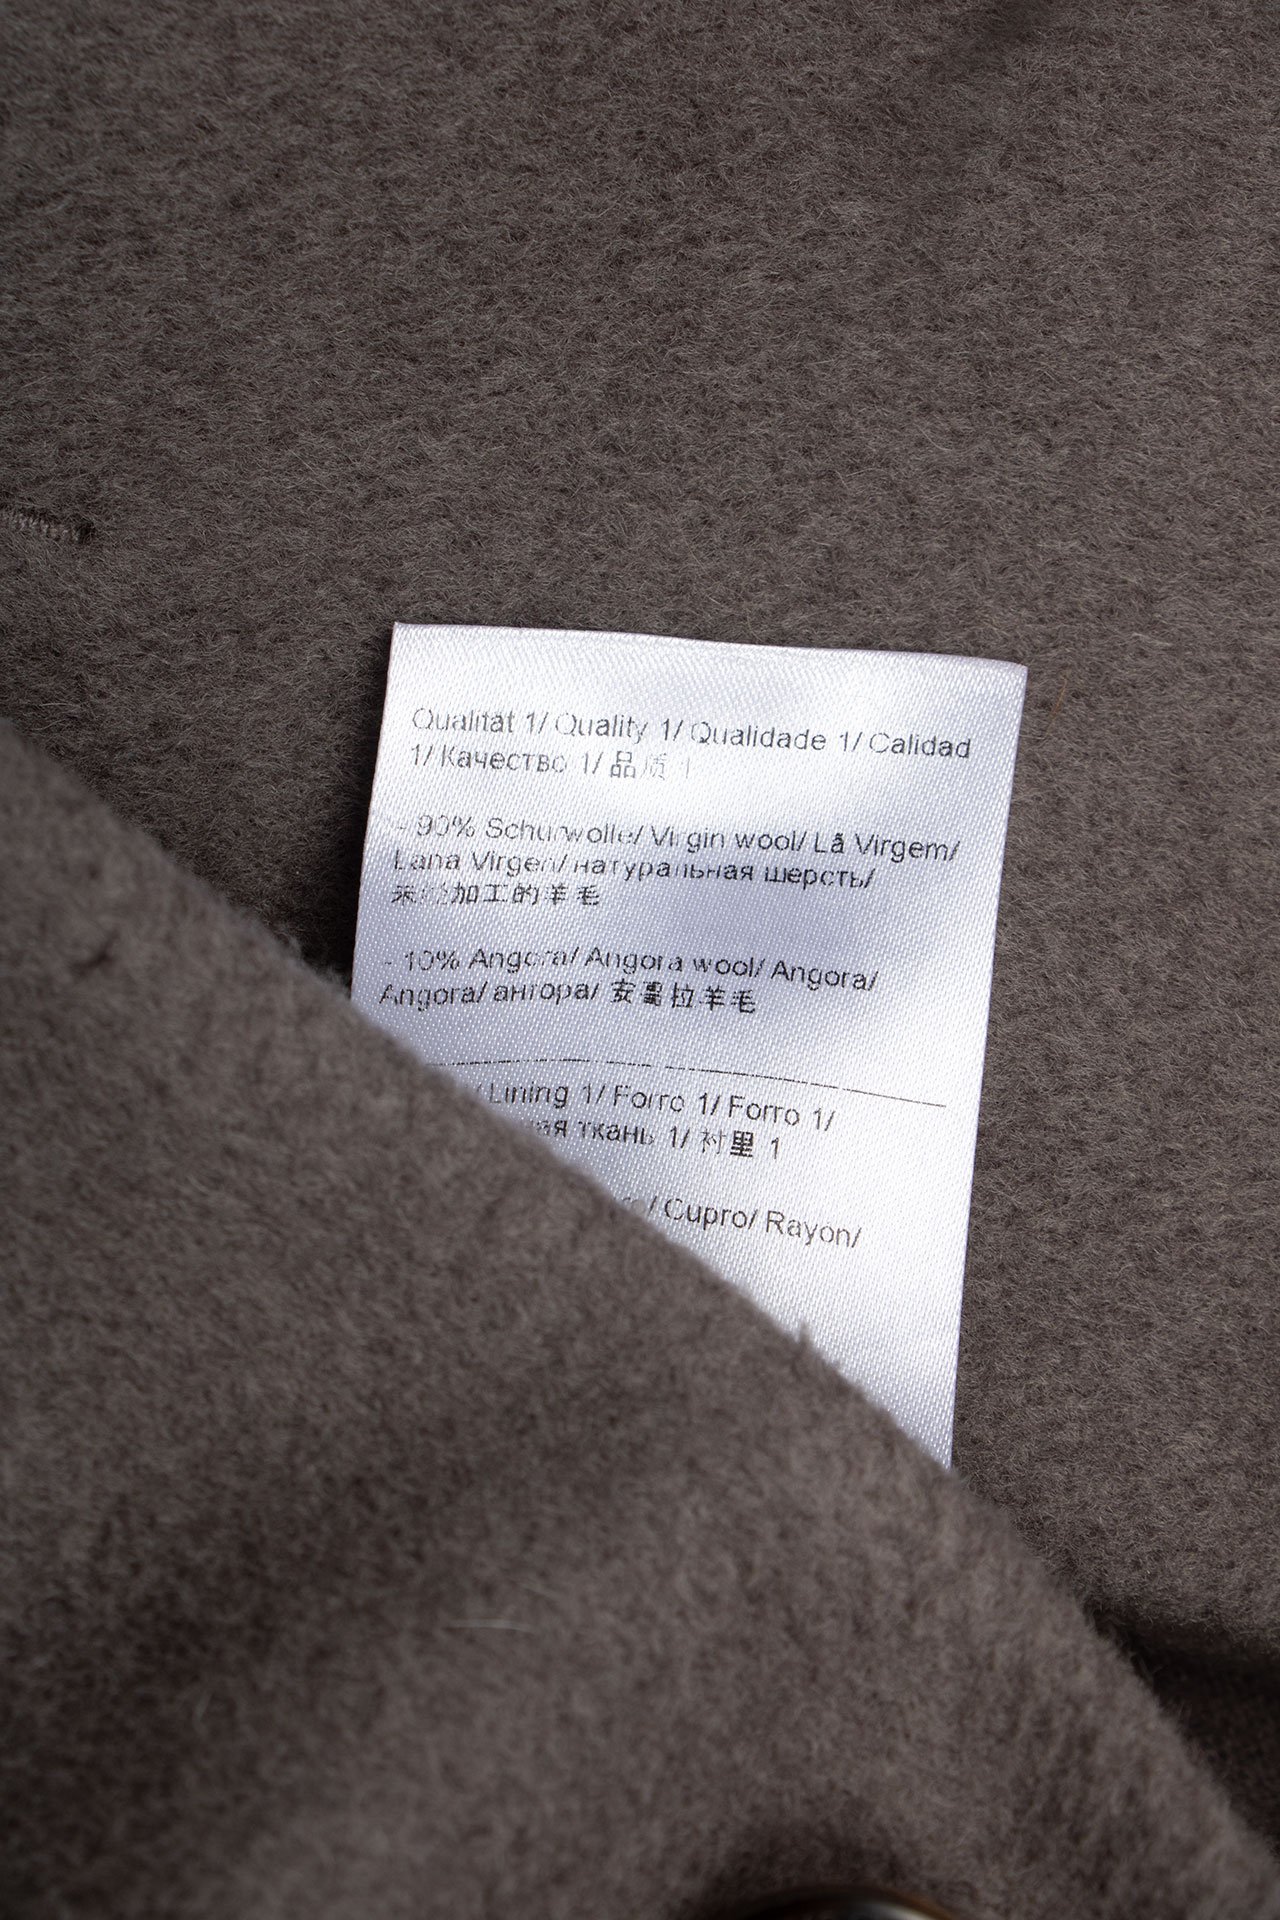 Qualität 1/ Quality 1/ Qualidade 1/ Calidad
1/ Качество 1/ 品质 1
- 90% Schurwolle/ Virgin wool/ Lã Virgem/
Lana Virgen/ натуральная шерсть/
未经加工的羊毛
- 10% Angora/ Angora wool/ Angora/
Angora/ ангора/ 安哥拉羊毛
/ Lining 1/ Forro 1/ Forro 1/
ткань 1/ 衬里 1
/ Cupro/ Rayon/